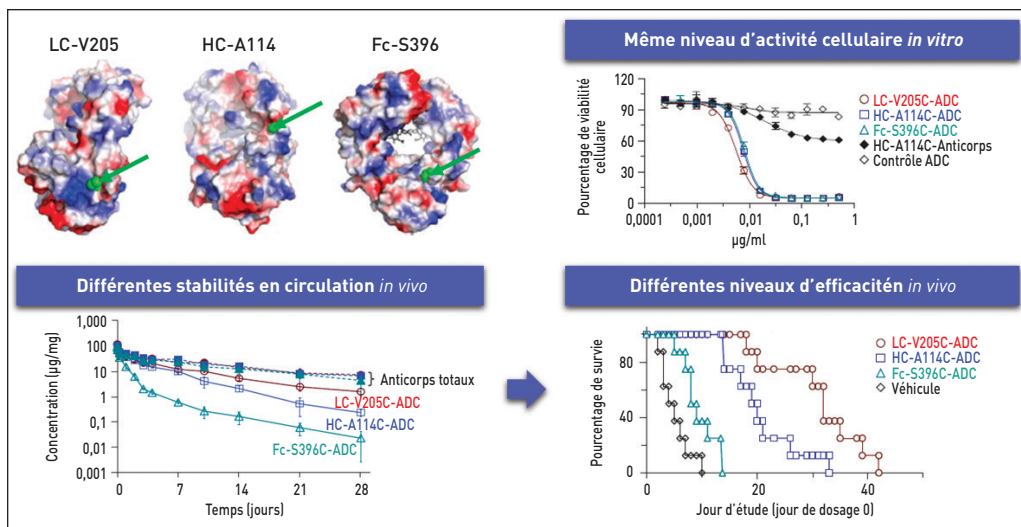 LC-V205
HC-A114
Fc-S396
Même niveau d'activité cellulaire in vitro
Pourcentage de viabilité
cellulaire
120
90
60
30
0
0,0001
0,001
0,01
0,1
1
µg/ml
LC-V205C-ADC
HC-A114C-ADC
Fc-S396C-ADC
HC-A114C-Anticorps
Contrôle ADC
Différentes stabilités en circulation in vivo
Concentration (µg/mg)
1,000
100
10
1
0,1
0,01
0,001
0
7
14
21
28
Temps (jours)
} Anticorps totaux
LC-V205C-ADC
HC-A114C-ADC
Fc-S396C-ADC
Différentes niveaux d'efficacitén in vivo
Pourcentage de survie
80
40
0
0
20
40
Jour d'étude (jour de dosage 0)
LC-V205C-ADC
HC-A114C-ADC
Fc-S396C-ADC
Véhicule